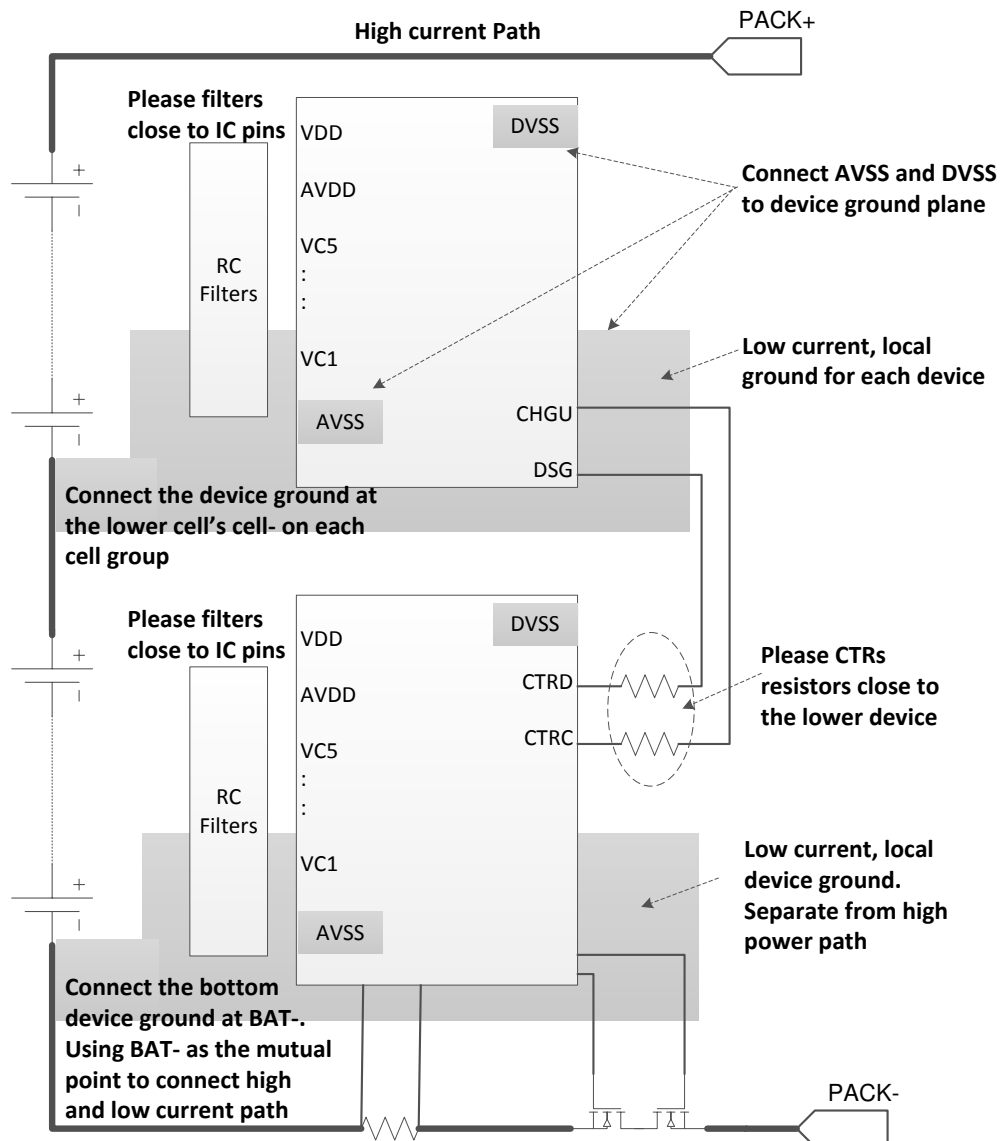 PACK+
High current Path
Please filters
close to IC pins
VDD
DVSS
AVDD
Connect AVSS and DVSS
to device ground plane
VC5
:
:
RC
Filters
VC1
Low current, local
ground for each device
AVSS
CHGU
DSG
+
–
+
–
Connect the device ground at
the lower cell's cell- on each
cell group
Please filters
close to IC pins
VDD
DVSS
AVDD
CTRD
CTRC
Please CTRs
resistors close to
the lower device
VC5
:
:
RC
Filters
VC1
Low current, local
device ground.
Separate from high
power path
AVSS
+
–
+
–
Connect the bottom
device ground at BAT-.
Using BAT- as the mutual
point to connect high
and low current path
PACK-